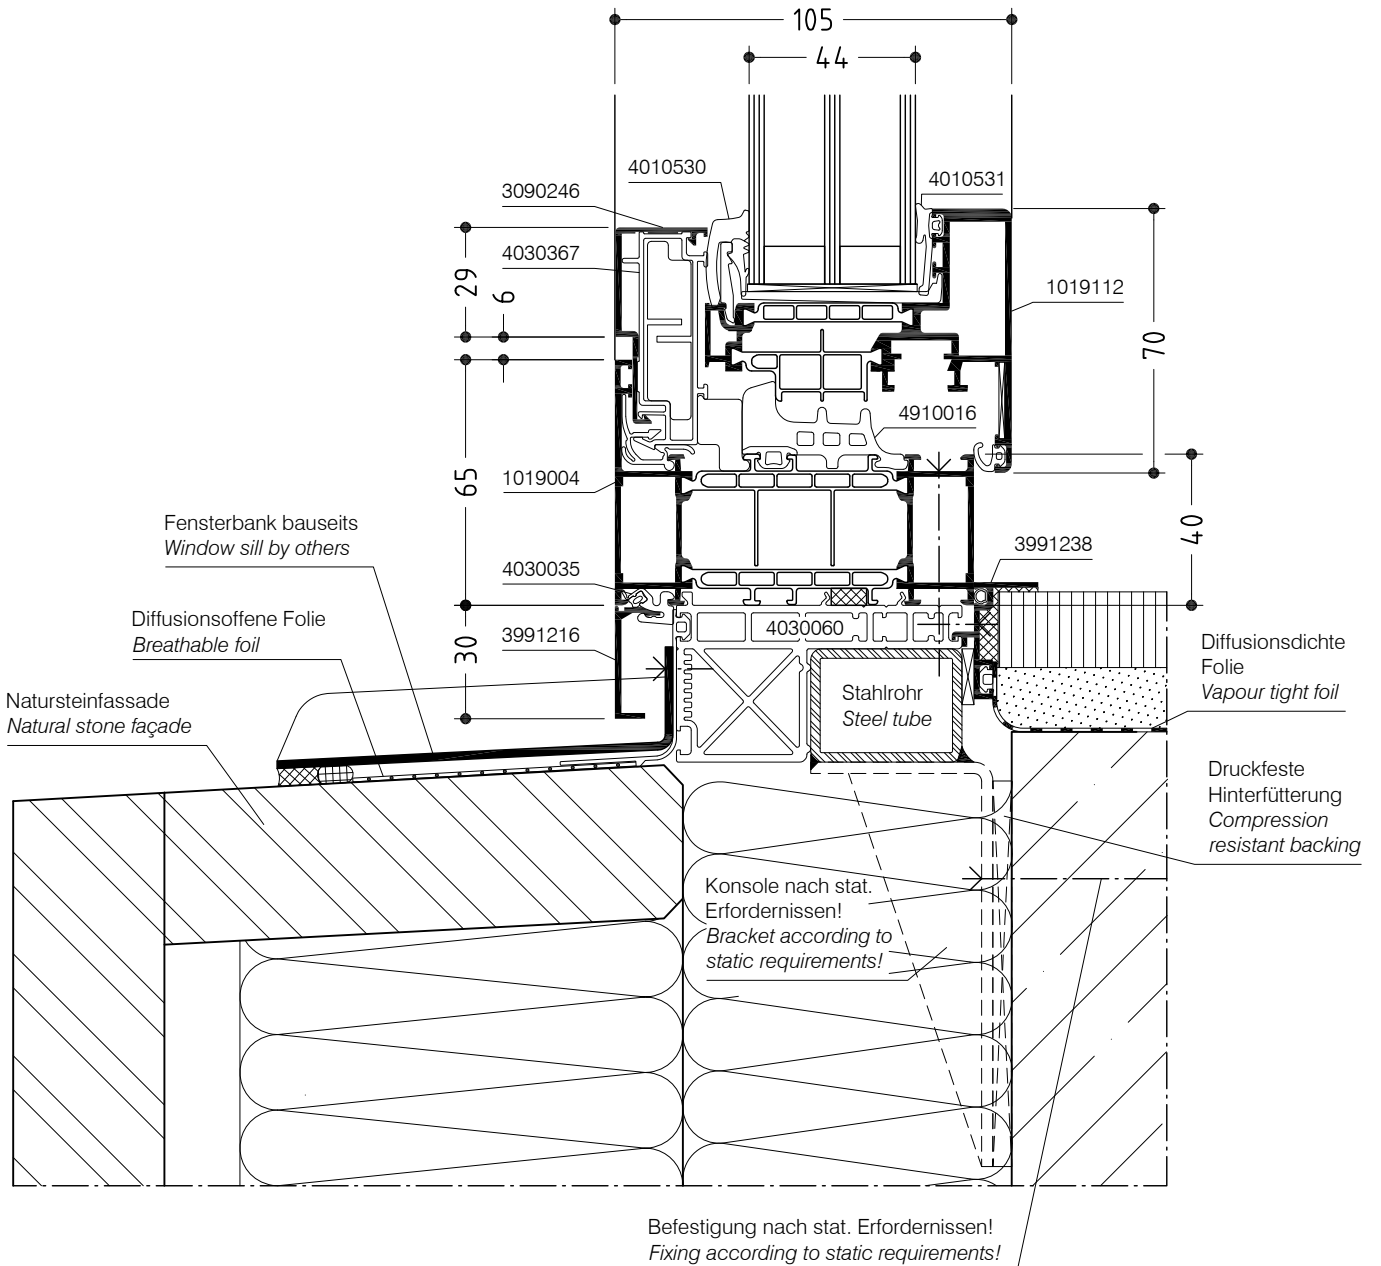 105
44
4010530
4010531
3090246
4030367
29
6
1019112
70
4910016
65
1019004
40
Fensterbank bauseits
Window sill by others
3991238
4030035
Diffusionsoffene Folie
Breathable foil
3991216
30
4030060
Diffusionsdichte
Folie
Vapour tight foil
Natursteinfassade
Natural stone façade
Stahlrohr
Steel tube
Druckfeste
Hinterfütterung
Compression
resistant backing
Konsole nach stat.
Erfordernissen!
Bracket according to
static requirements!
Befestigung nach stat. Erfordernissen!
Fixing according to static requirements!